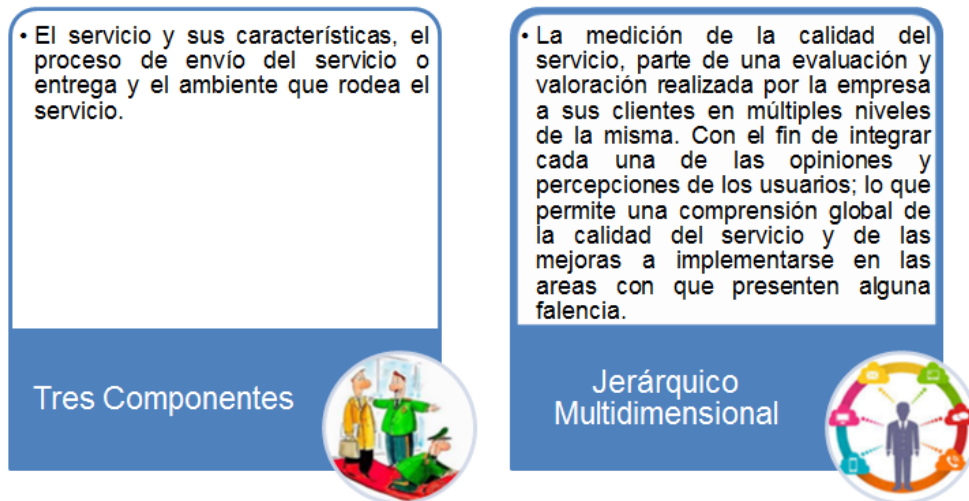 • El servicio y sus características, el
proceso de envío del servicio o
entrega y el ambiente que rodea el
servicio.
Tres Componentes
• La medición de la calidad del
servicio, parte de una evaluación y
valoración realizada por la empresa
a sus clientes en múltiples niveles
de la misma. Con el fin de integrar
cada una de las opiniones y
percepciones de los usuarios; lo que
permite una comprensión global de
la calidad del servicio y de las
mejoras a implementarse en las
areas con que presenten alguna
falencia.
Jerárquico
Multidimensional